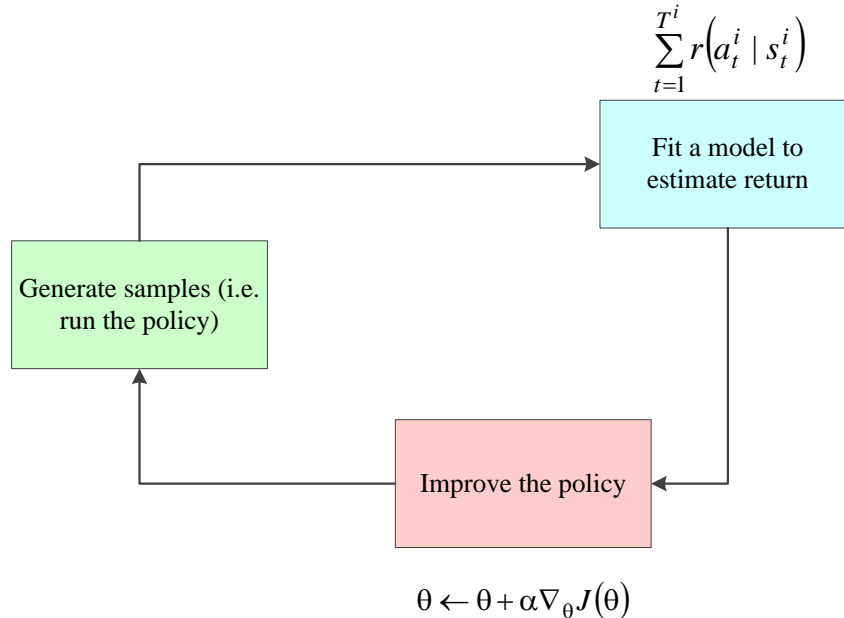 ∑_{t=1}^{T^i} r(a_t^i | s_t^i)
Fit a model to
estimate return
Generate samples (i.e.
run the policy)
Improve the policy
θ ← θ + α∇_θ J(θ)